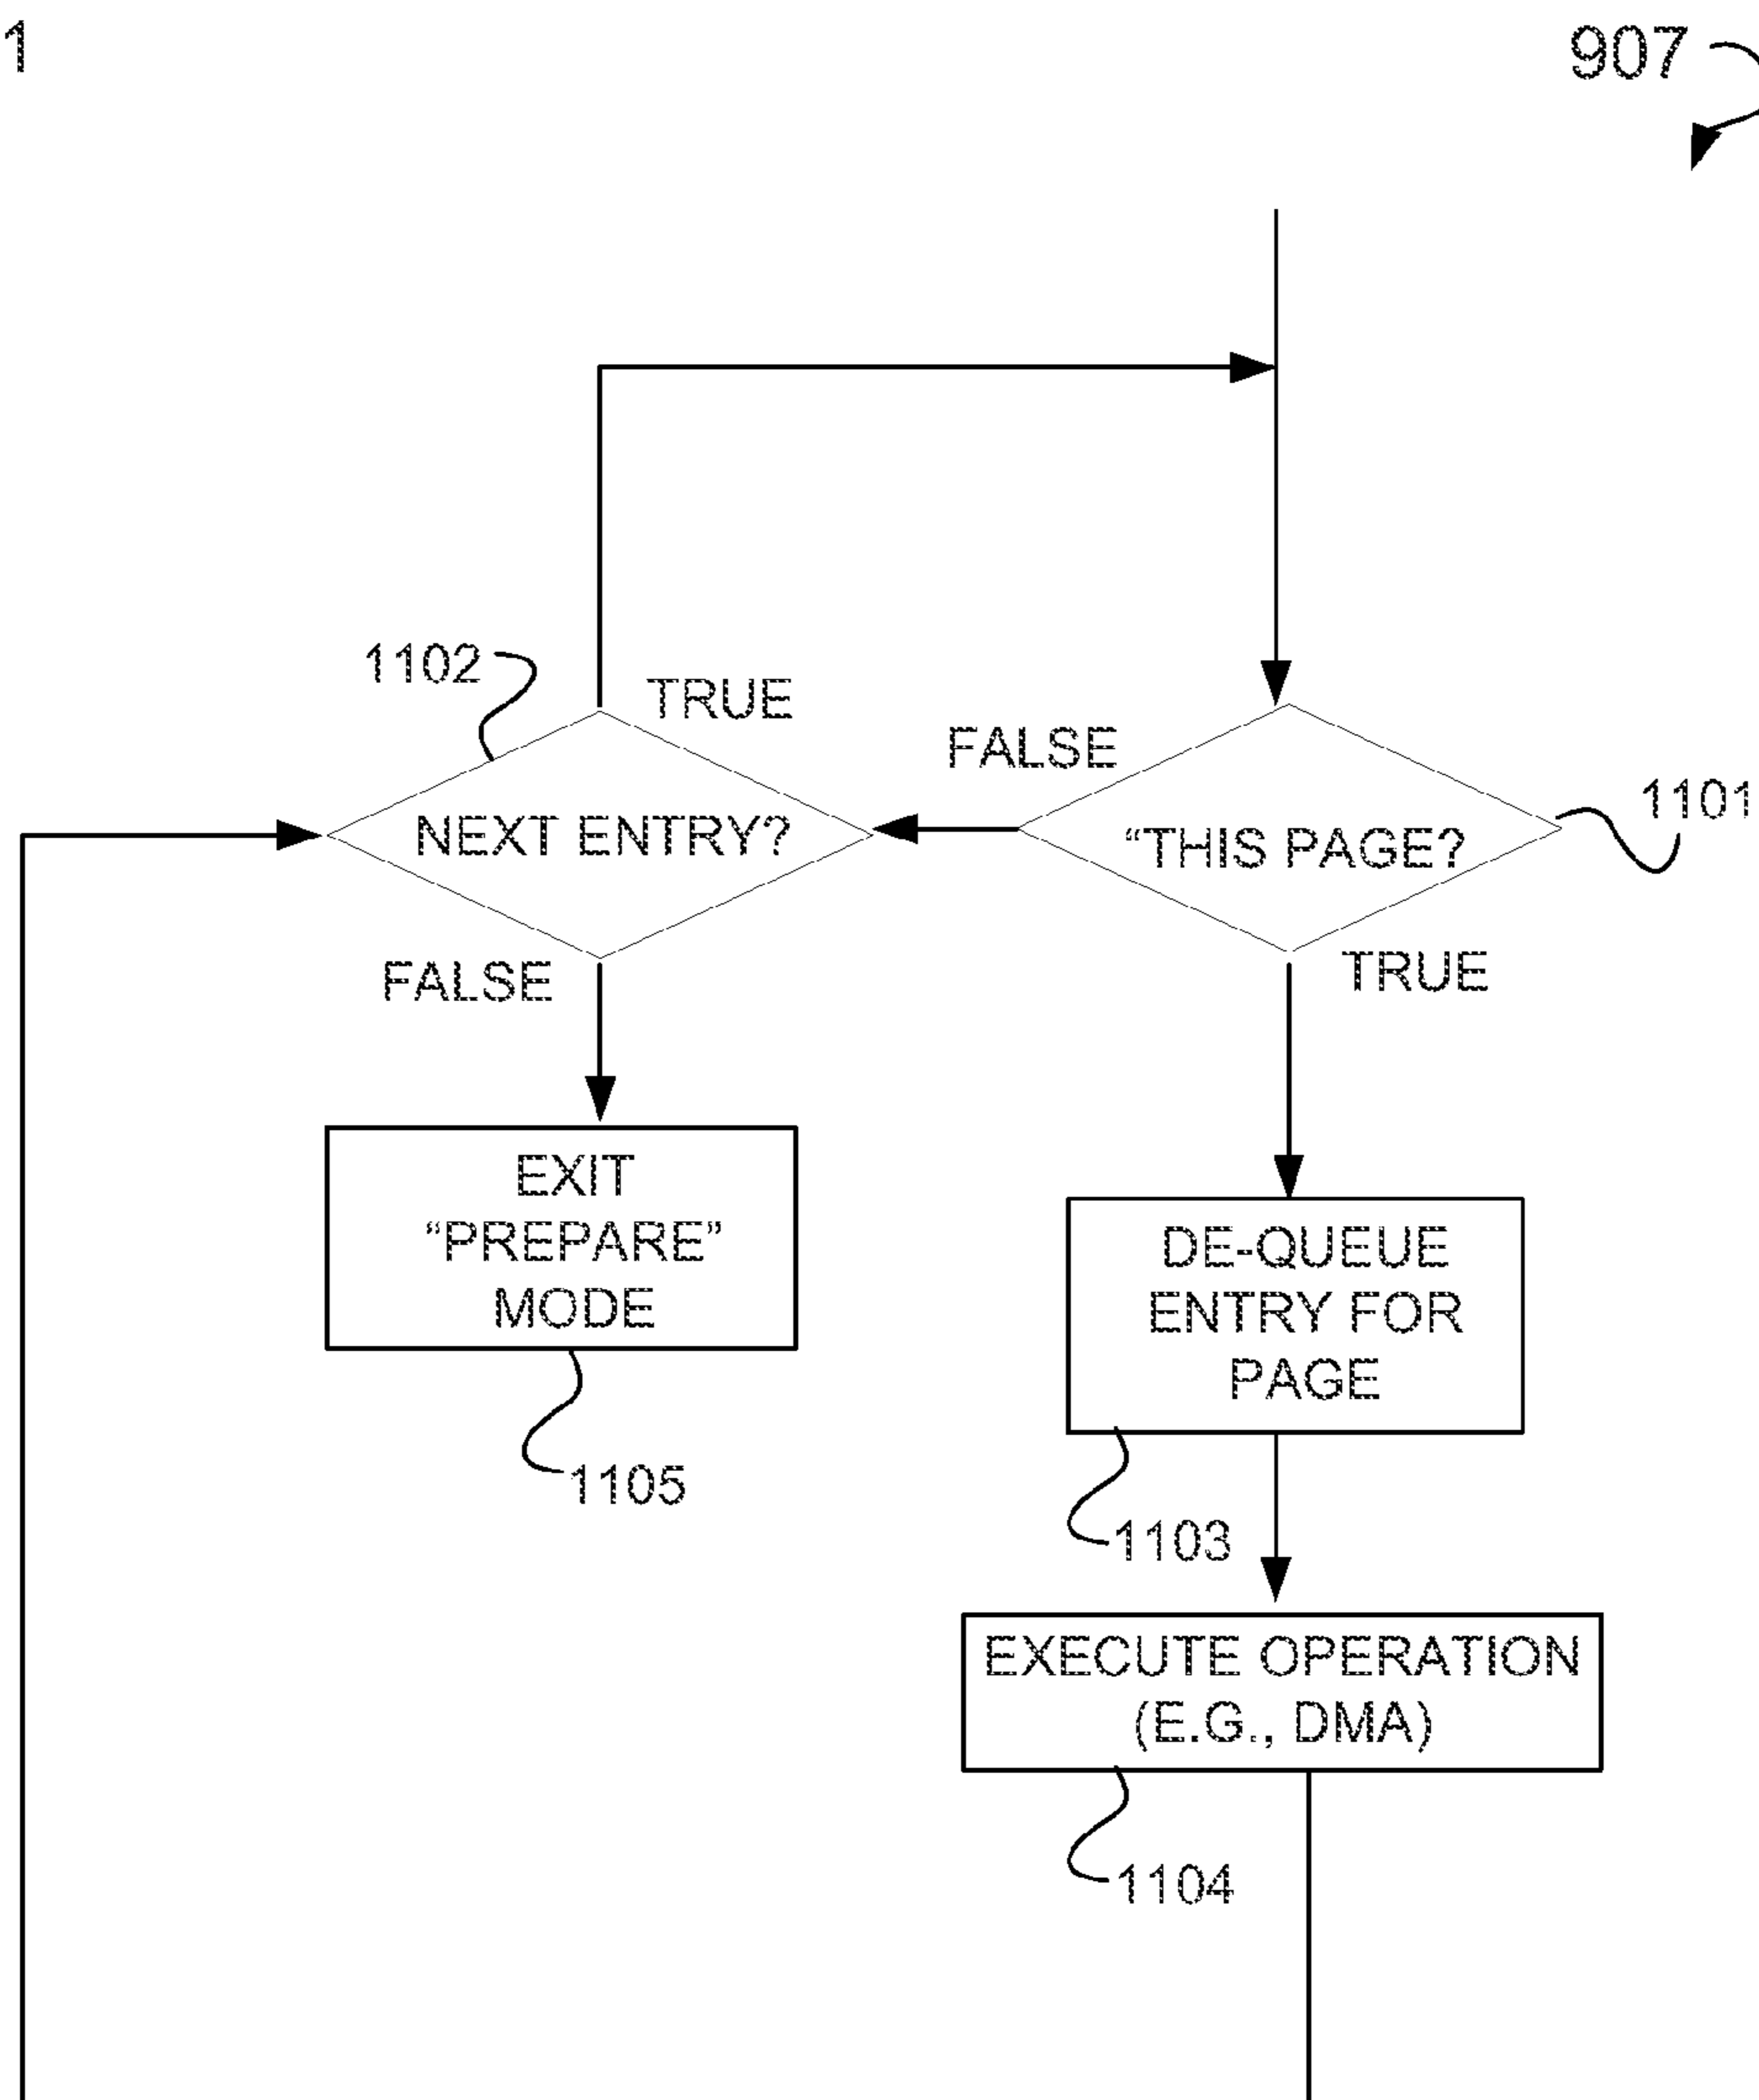 1
907
1102
TRUE
FALSE
1101
NEXT ENTRY?
“THIS PAGE?
FALSE
TRUE
EXIT
“PREPARE”
MODE
DE-QUEUE
ENTRY FOR
PAGE
1105
1103
EXECUTE OPERATION
(E.G., DMA)
1104